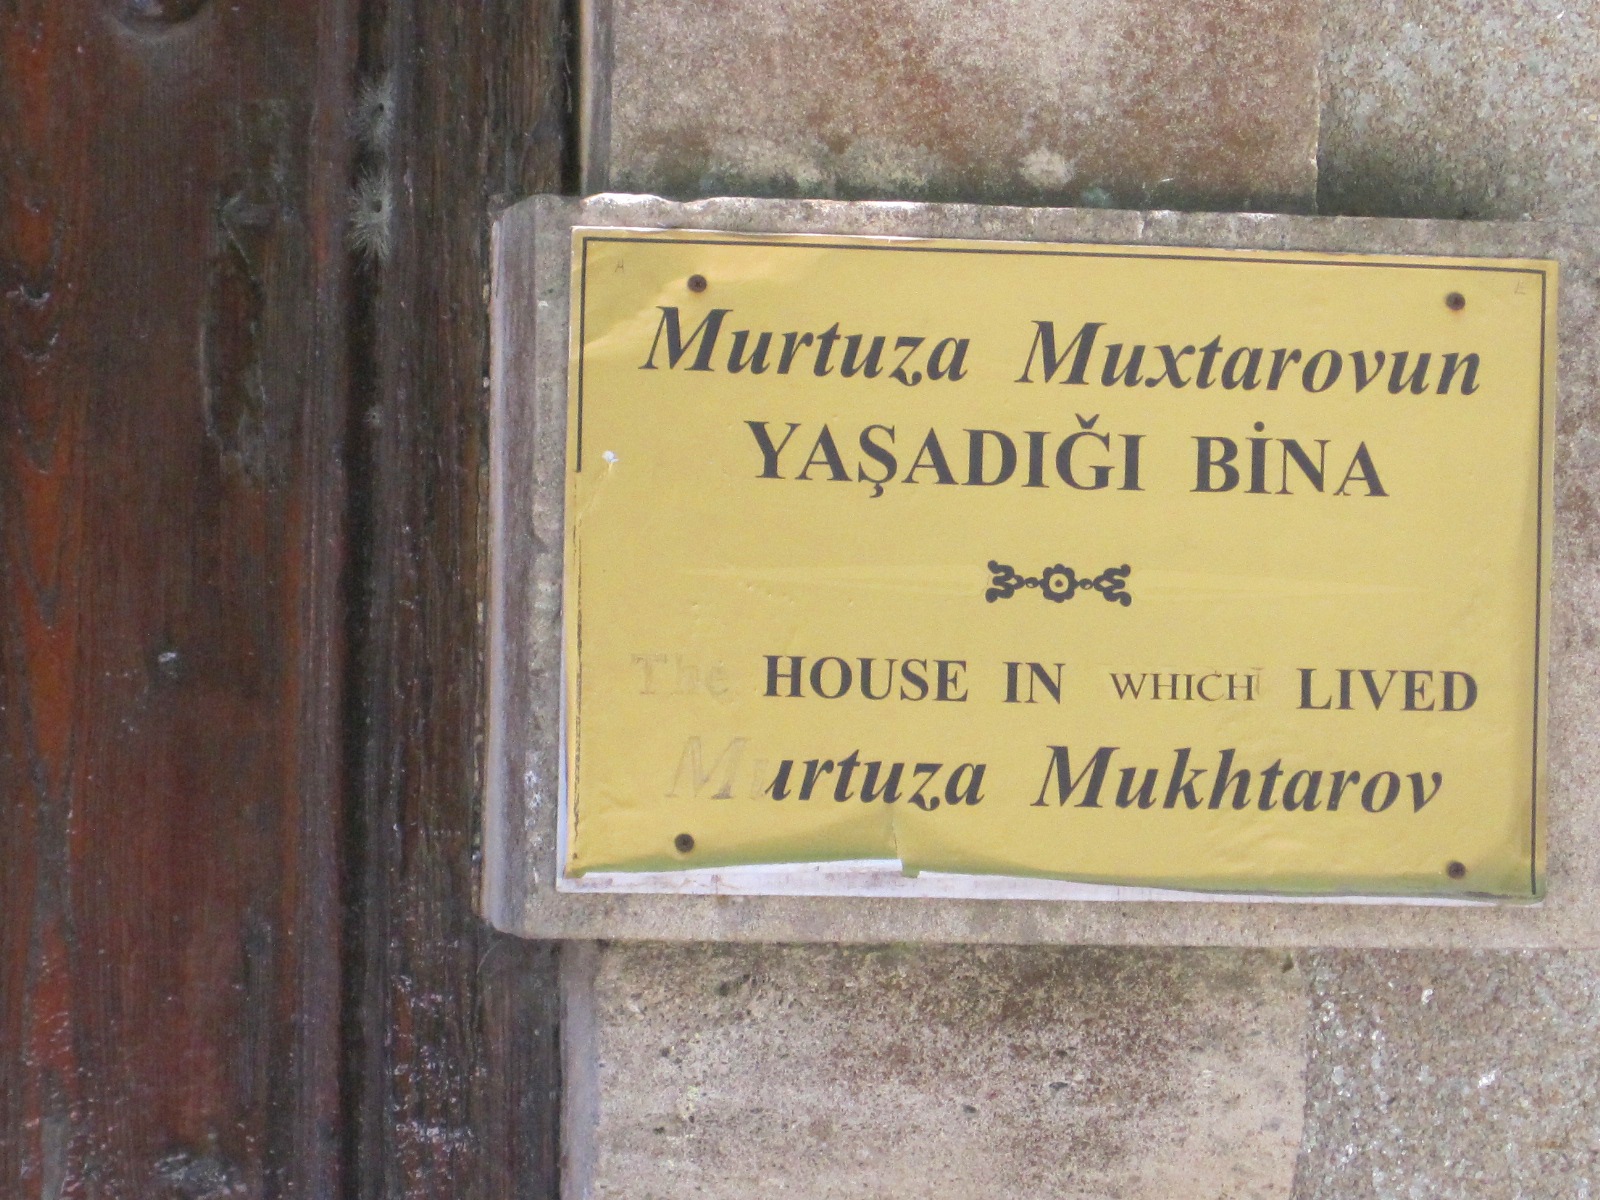 Murtuza Muxtarovun
YAŞADIĞI BİNA
The HOUSE IN WHICH LIVED
Murtuza Mukhtarov